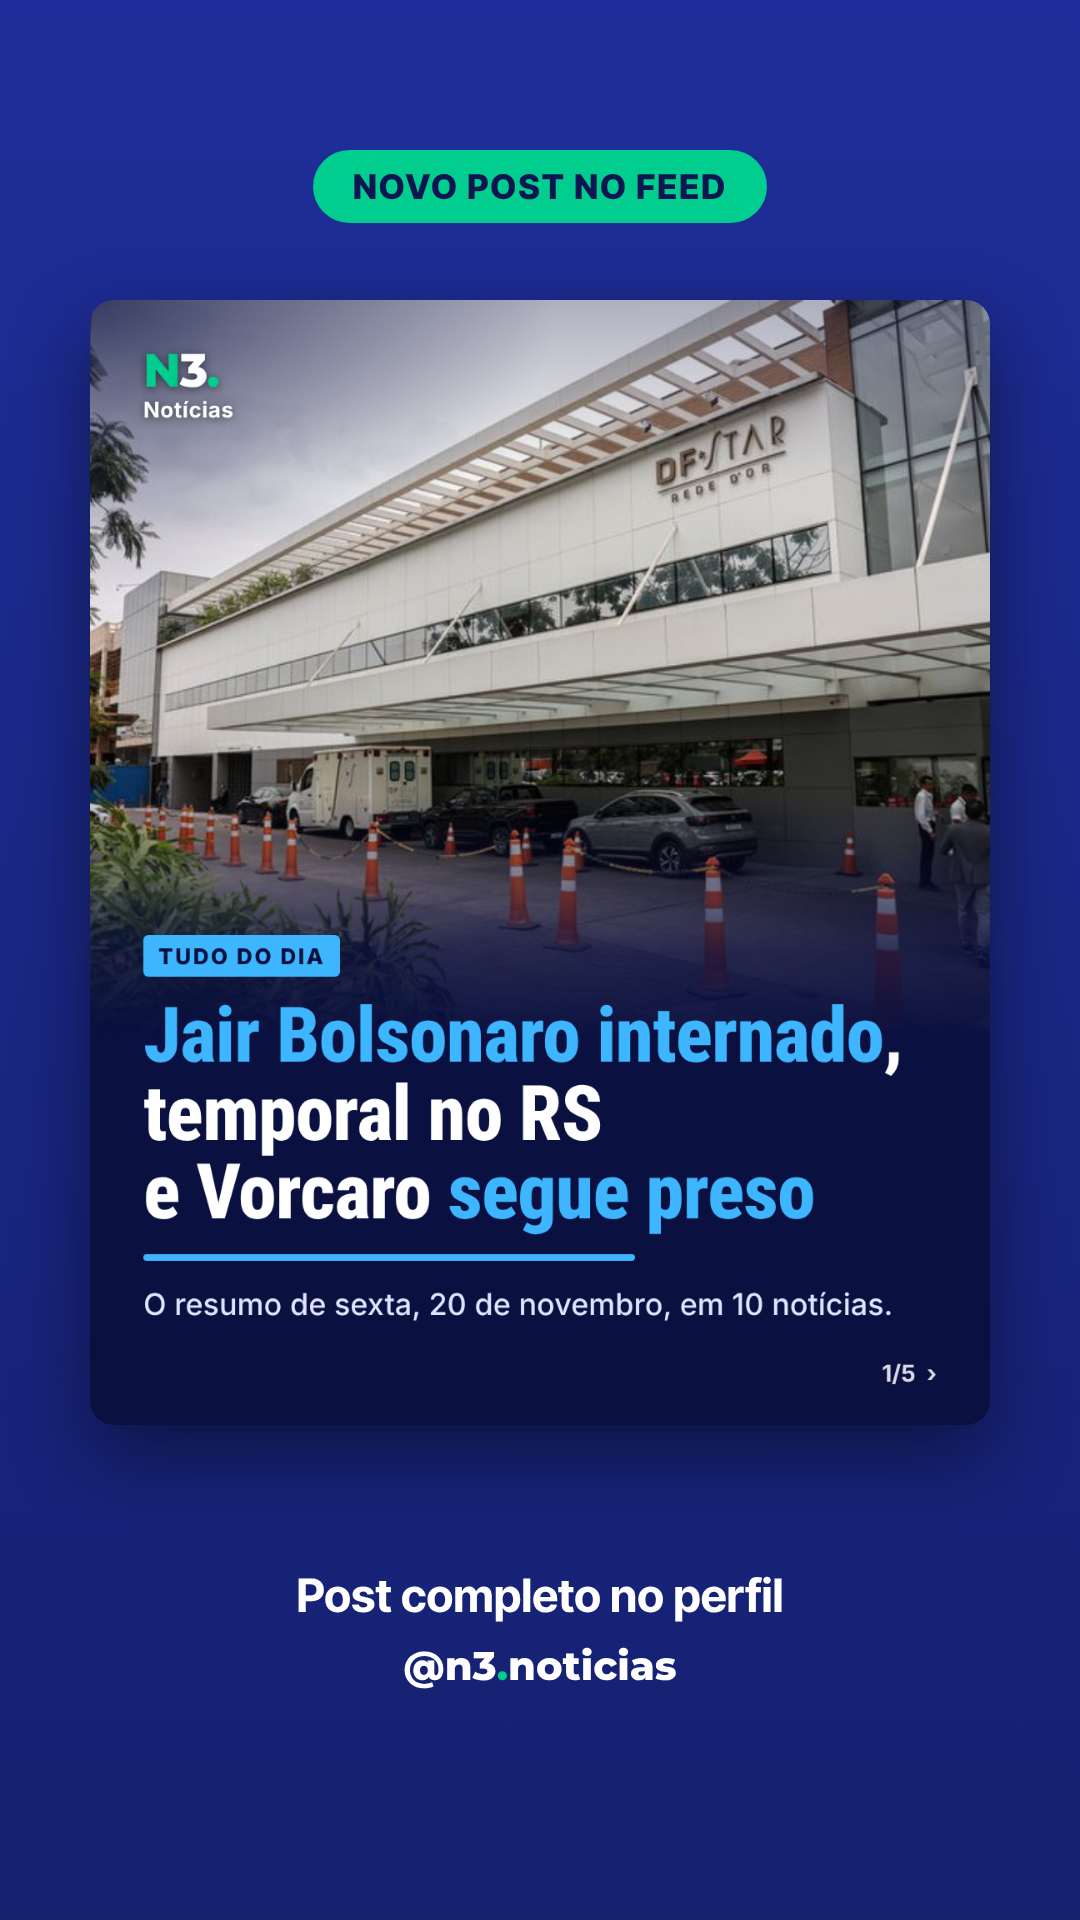 NOVO POST NO FEED
N3.
Notícias
DF STAR
REDE D'OR
TUDO DO DIA
Jair Bolsonaro internado,
temporal no RS
e Vorcaro segue preso
O resumo de sexta, 20 de novembro, em 10 notícias.
1/5 ›
Post completo no perfil
@n3.noticias